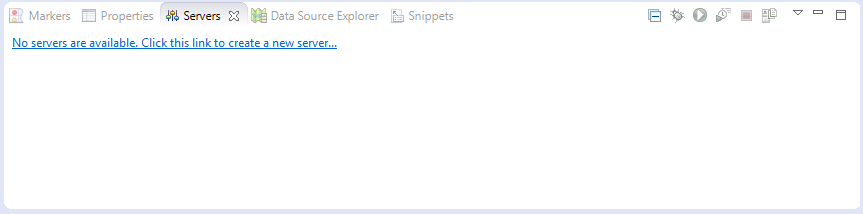 Markers Properties Servers Data Source Explorer Snippets
No servers are available. Click this link to create a new server...